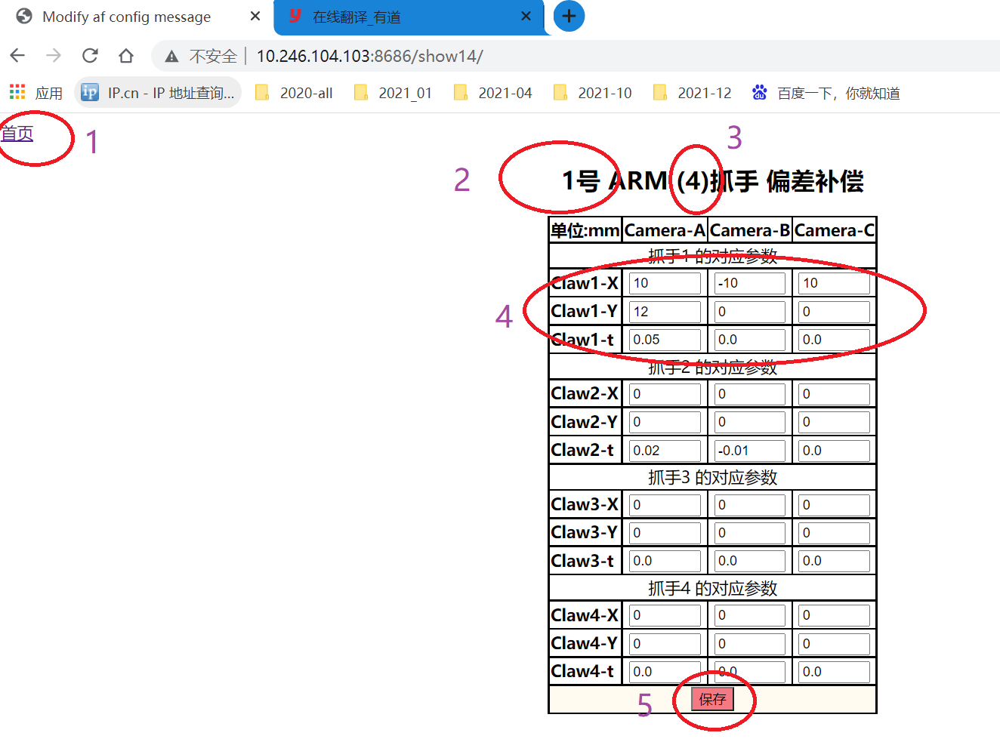 Modify af config message
在线翻译_有道
不安全 | 10.246.104.103:8686/show14/
应用 ip IP.cn - IP 地址查询... 2020-all 2021_01 2021-04 2021-10 2021-12 百度一下，你就知道
首页 1
3
2 1号 ARM (4)抓手 偏差补偿
单位:mm Camera-A Camera-B Camera-C
抓手1 的对应参数
Claw1-X 10 -10 10
4 Claw1-Y 12 0 0
Claw1-t 0.05 0.0 0.0
抓手2 的对应参数
Claw2-X 0 0 0
Claw2-Y 0 0 0
Claw2-t 0.02 -0.01 0.0
抓手3 的对应参数
Claw3-X 0 0 0
Claw3-Y 0 0 0
Claw3-t 0.0 0.0 0.0
抓手4 的对应参数
Claw4-X 0 0 0
Claw4-Y 0 0 0
Claw4-t 0.0 0.0 0.0
5 保存